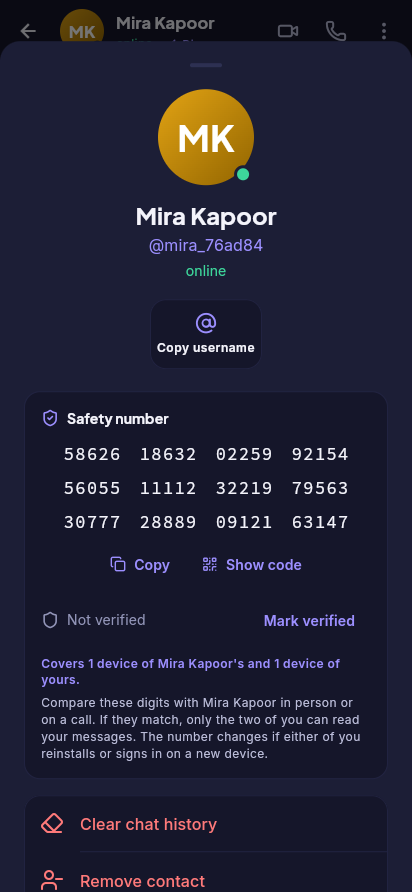 MK
Mira Kapoor
MK
Mira Kapoor
@mira_76ad84
online
Copy username
Safety number
58626 18632 02259 92154
56055 11112 32219 79563
30777 28889 09121 63147
Copy Show code
Not verified Mark verified
Covers 1 device of Mira Kapoor's and 1 device of
yours.
Compare these digits with Mira Kapoor in person or
on a call. If they match, only the two of you can read
your messages. The number changes if either of you
reinstalls or signs in on a new device.
Clear chat history
Remove contact